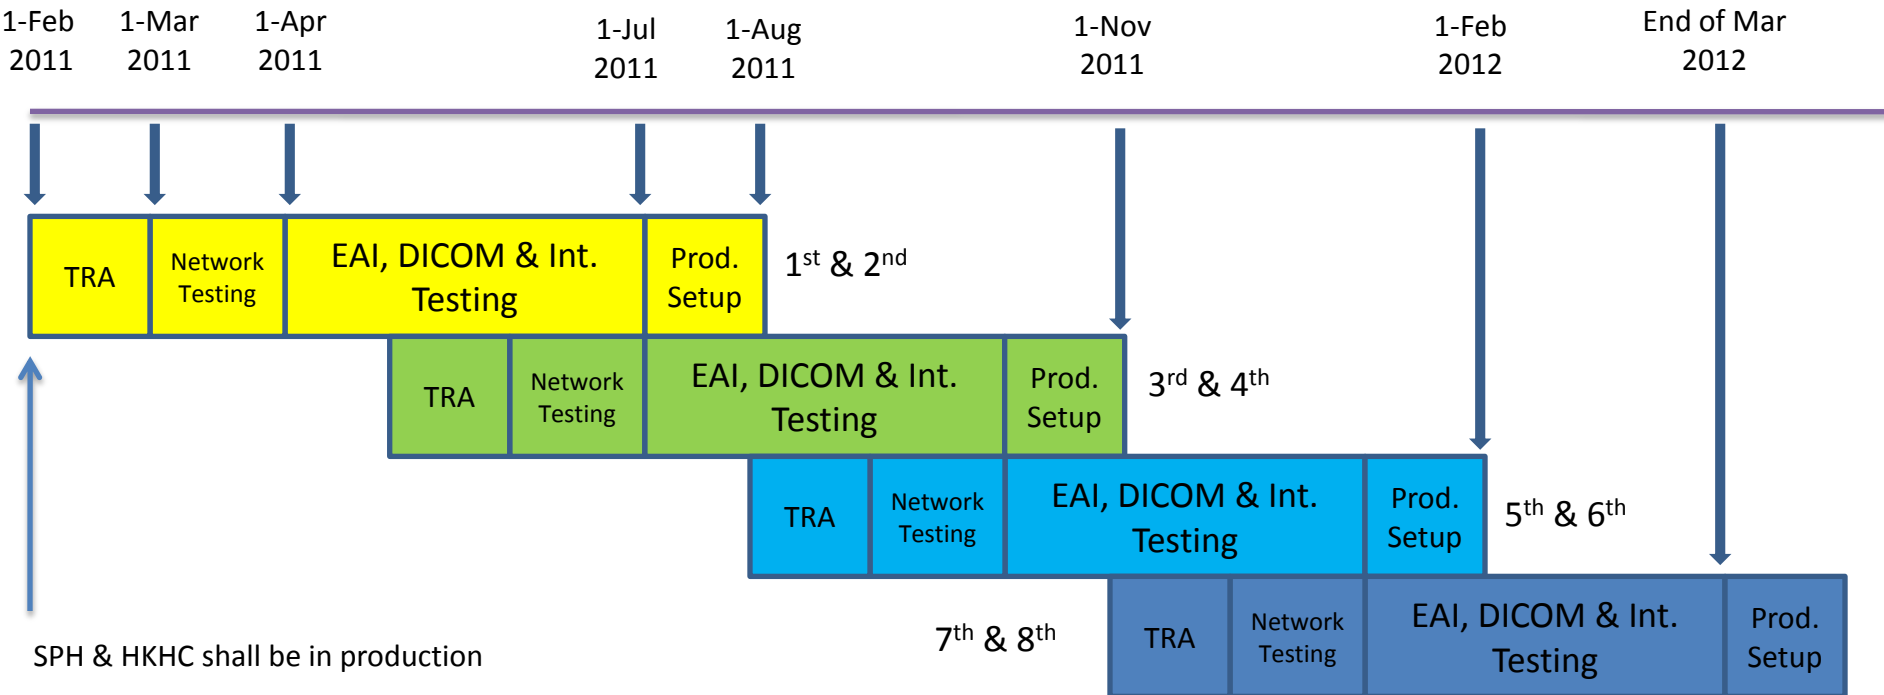 1-Feb 1-Mar 1-Apr 1-Jul 1-Aug 1-Nov 1-Feb End of Mar
2011 2011 2011 2011 2011 2011 2012 2012
TRA
Network
Testing
EAI, DICOM & Int.
Testing
Prod.
Setup
1st & 2nd
TRA
Network
Testing
EAI, DICOM & Int.
Testing
Prod.
Setup
3rd & 4th
TRA
Network
Testing
EAI, DICOM & Int.
Testing
Prod.
Setup
5th & 6th
7th & 8th
TRA
Network
Testing
EAI, DICOM & Int.
Testing
Prod.
Setup
SPH & HKHC shall be in production